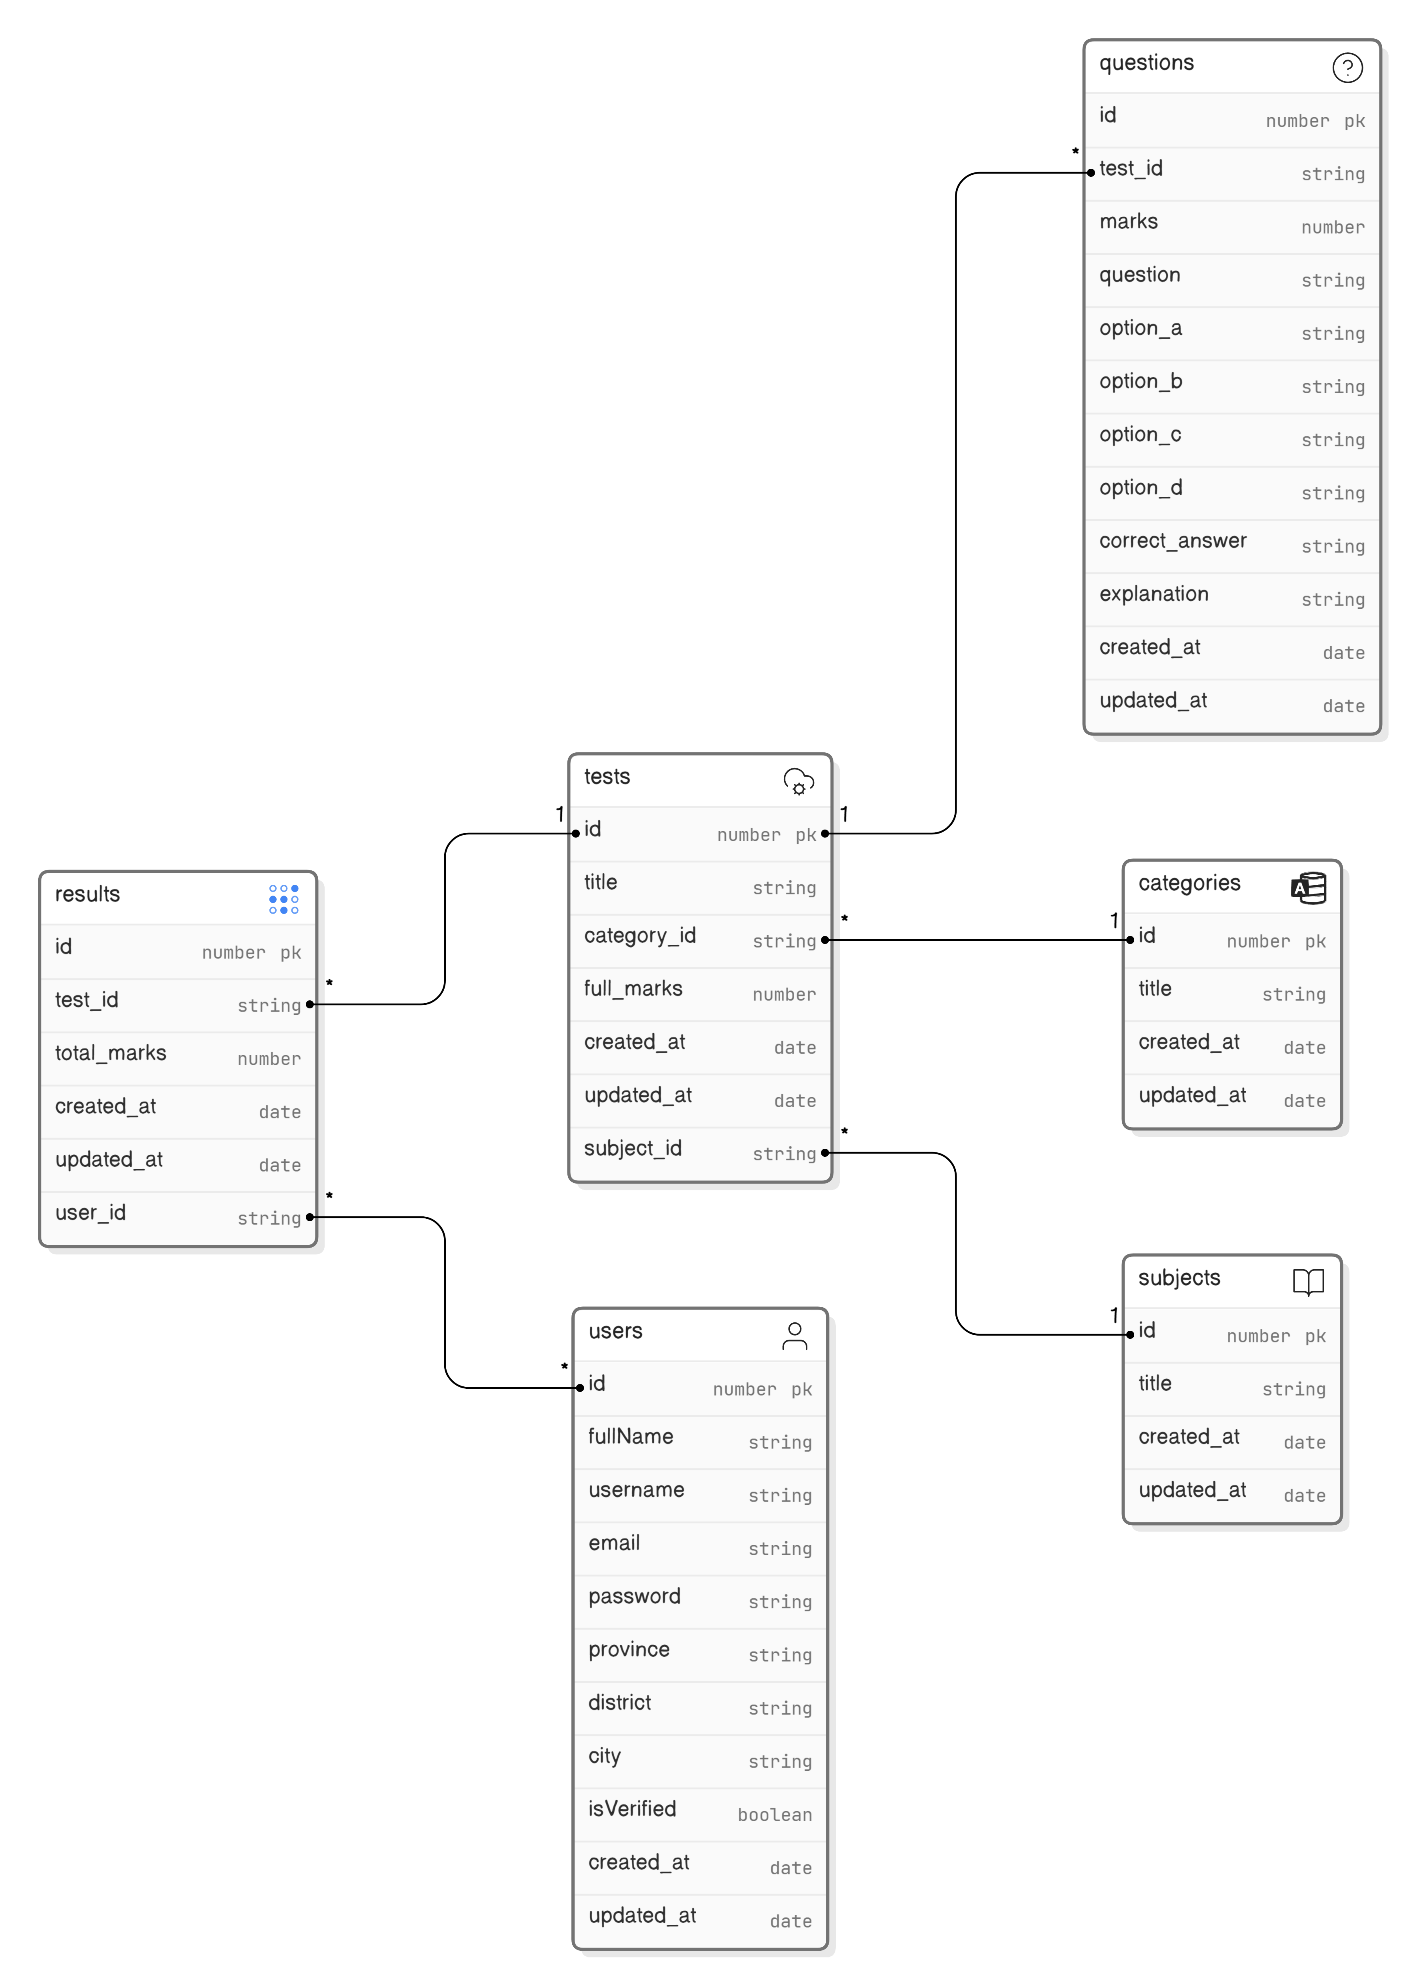 questions
id number pk
*
test_id string
marks number
question string
option_a string
option_b string
option_c string
option_d string
correct_answer string
explanation string
created_at date
updated_at date
tests
1
1
id number pk
title string
*
category_id string
full_marks number
created_at date
updated_at date
*
subject_id string
results
id number pk
*
test_id string
total_marks number
created_at date
updated_at date
*
user_id string
categories
A
1
id number pk
title string
created_at date
updated_at date
subjects
1
id number pk
title string
created_at date
updated_at date
users
*
id number pk
fullName string
username string
email string
password string
province string
district string
city string
isVerified boolean
created_at date
updated_at date